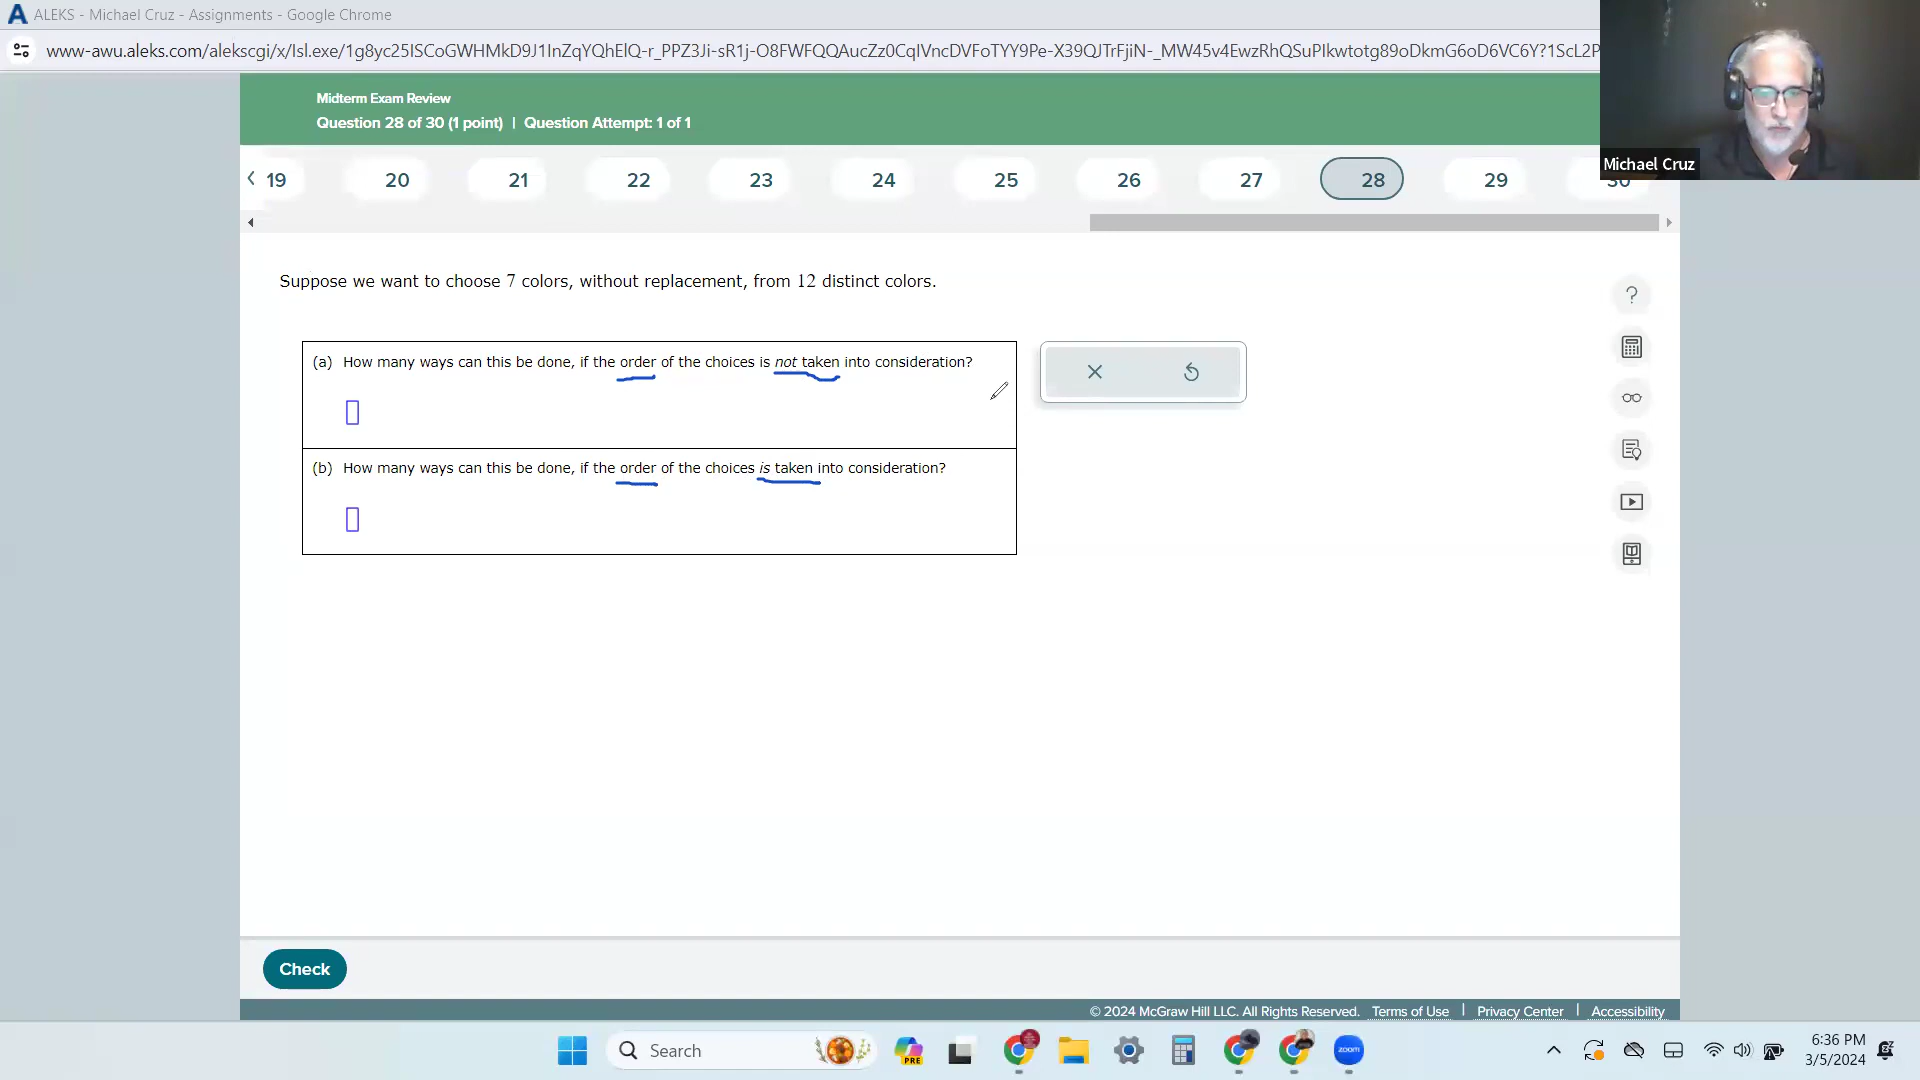 ALEKS - Michael Cruz - Assignments - Google Chrome
www-awu.aleks.com/alekscgi/x/Isl.exe/1g8yc25ISCoGWHMkD9J1InZqYQhElQ-r_PPZ3Ji-sR1j-O8FWFQQAucZz0CqIVncDVFoTYY9Pe-X39QJTrFjiN-_MW45v4EwzRhQSuPIkwtotg89oDkmG6oD6VC6Y?1ScL2P
Midterm Exam Review
Question 28 of 30 (1 point) | Question Attempt: 1 of 1
Michael Cruz
19 20 21 22 23 24 25 26 27 28 29 30
Suppose we want to choose 7 colors, without replacement, from 12 distinct colors.
(a) How many ways can this be done, if the order of the choices is not taken into consideration?
(b) How many ways can this be done, if the order of the choices is taken into consideration?
Check
© 2024 McGraw Hill LLC. All Rights Reserved. Terms of Use | Privacy Center | Accessibility
Search
PRE
zoom
6:36 PM
3/5/2024